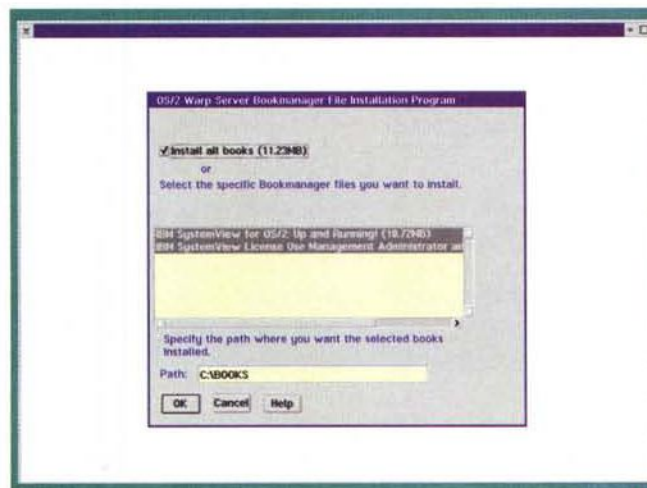 OS/2 Warp Server Bookmanager File Installation Program
Install all books (11.23MB)
or
Select the specific Bookmanager files you want to install.
IBM SystemView for OS/2: Up and Running! (10.72MB)
IBM SystemView License Use Management Administrator an
Specify the path where you want the selected books
installed.
Path: C:\BOOKS
OK Cancel Help